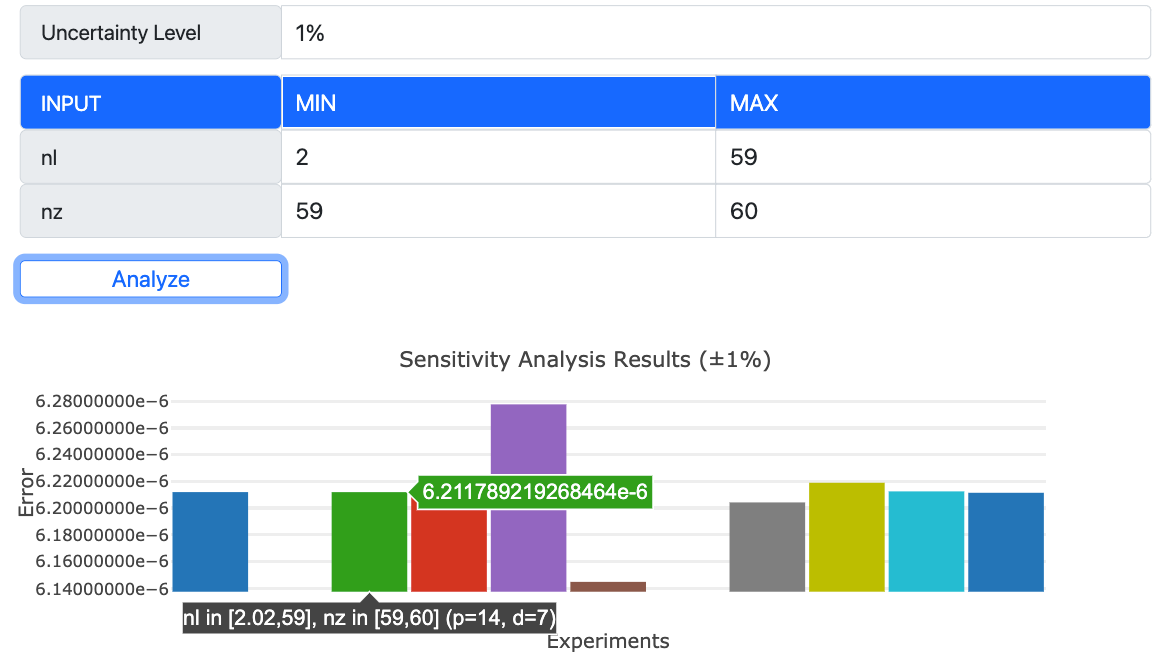 Uncertainty Level 1%
INPUT MIN MAX
nl 2 59
nz 59 60
Analyze
Sensitivity Analysis Results (±1%)
6.28000000e−6
6.26000000e−6
6.24000000e−6
6.22000000e−6
6.20000000e−6
6.18000000e−6
6.16000000e−6
6.14000000e−6
Error
6.211789219268464e-6
nl in [2.02,59], nz in [59,60] (p=14, d=7)
Experiments